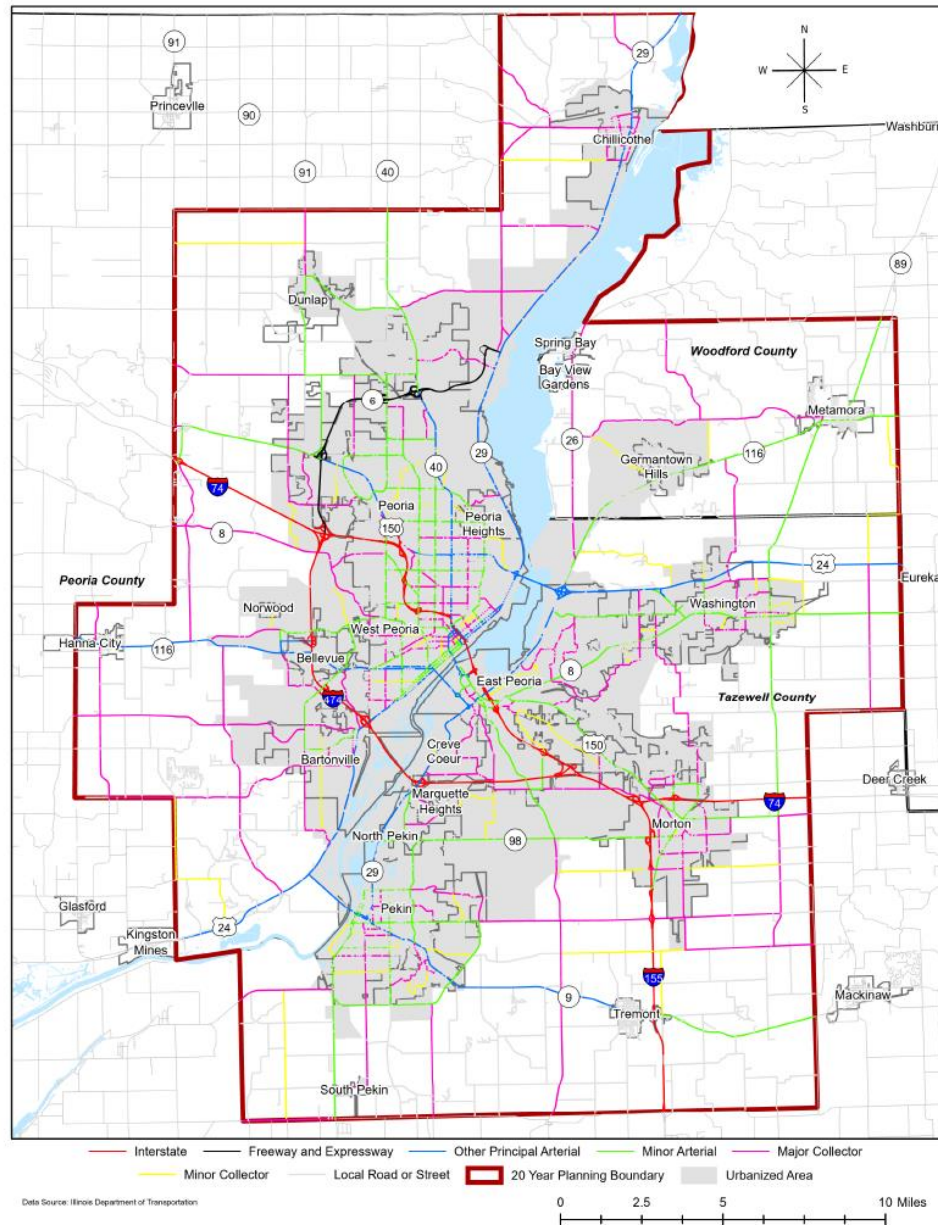 91
29
N
W E
S
Princevlle
90
Chillicothe
Washburn
91
40
89
Dunlap
Spring Bay
Bay View
Gardens
Woodford County
6
Metamora
26
29
40
116
Germantown
Hills
74
Peoria
150
Peoria
Heights
8
24
Peoria County
Eureka
Norwood
Washington
West Peoria
Hanna City
116
Bellevue
East Peoria
8
474
Tazewell County
150
Bartonville
Creve
Coeur
Deer Creek
Marquette
Heights
74
Morton
North Pekin
98
29
Glasford
Pekin
24
Kingston
Mines
155
9
Mackinaw
Tremont
South Pekin
Interstate Freeway and Expressway Other Principal Arterial Minor Arterial Major Collector
Minor Collector Local Road or Street 20 Year Planning Boundary Urbanized Area
Data Source: Illinois Department of Transportation
0 2.5 5 10 Miles